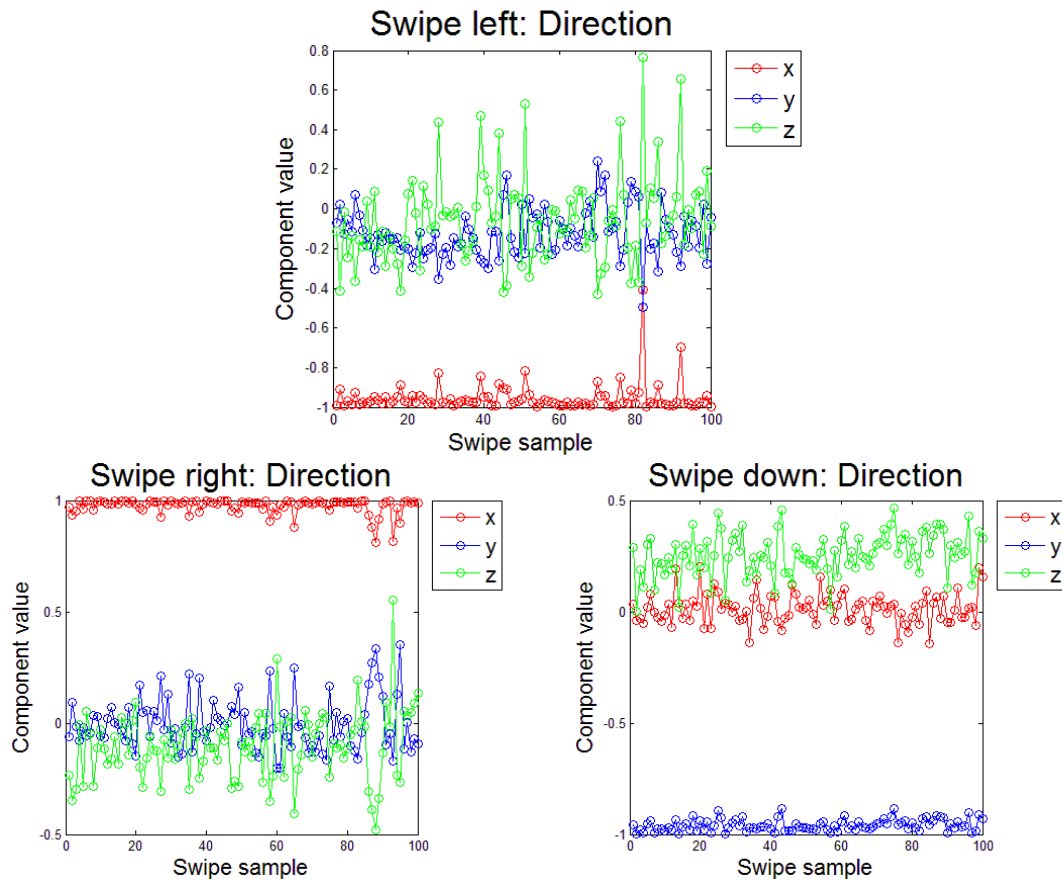 Swipe left: Direction
Component value
0.8
0.6
0.4
0.2
0
-0.2
-0.4
-0.6
-0.8
-1
0 20 40 60 80 100
Swipe sample
x
y
z
Swipe right: Direction
Component value
1
0.5
0
-0.5
0 20 40 60 80 100
Swipe sample
x
y
z
Swipe down: Direction
Component value
0.5
0
-0.5
-1
0 20 40 60 80 100
Swipe sample
x
y
z